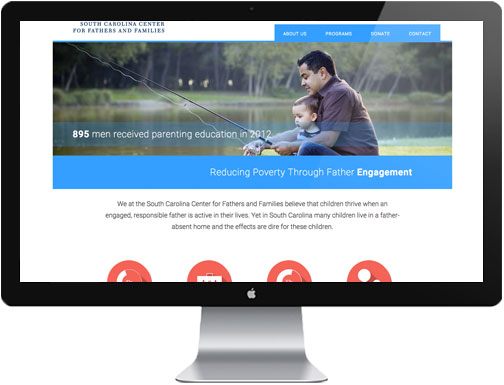 SOUTH CAROLINA CENTER
FOR FATHERS AND FAMILIES
ABOUT US PROGRAMS DONATE CONTACT
895 men received parenting education in 2012
Reducing Poverty Through Father Engagement
We at the South Carolina Center for Fathers and Families believe that children thrive when an
engaged, responsible father is active in their lives. Yet in South Carolina many children live in a father-
absent home and the effects are dire for these children.